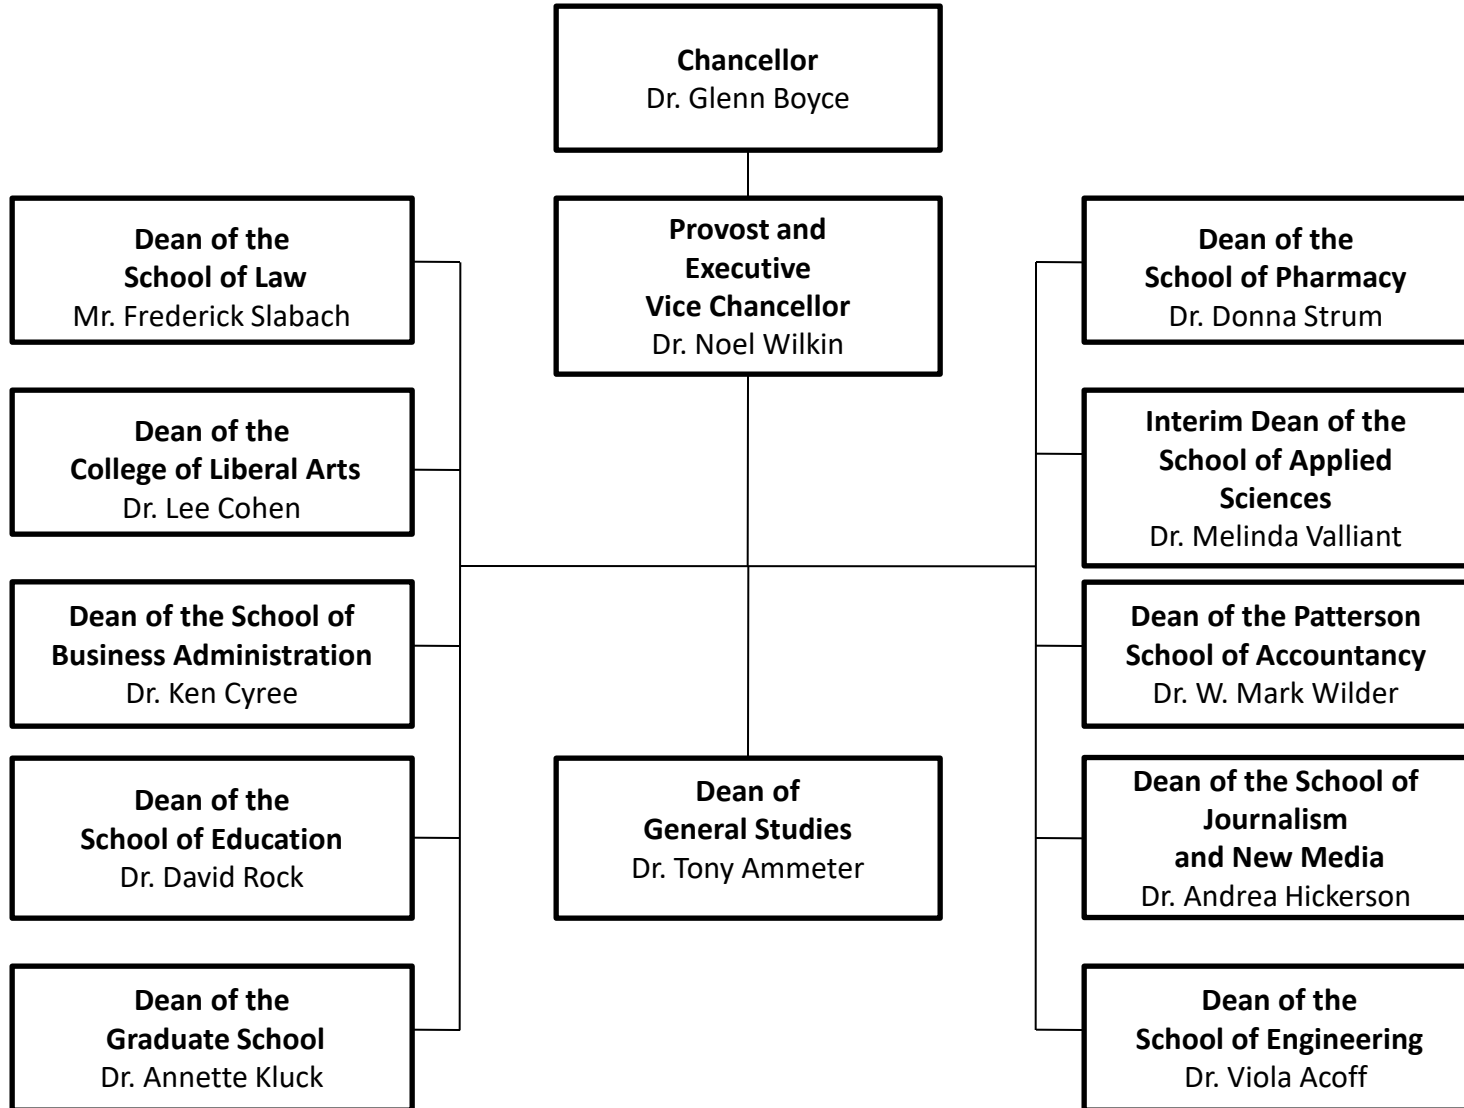 Chancellor
Dr. Glenn Boyce
Dean of the
School of Law
Mr. Frederick Slabach
Provost and
Executive
Vice Chancellor
Dr. Noel Wilkin
Dean of the
School of Pharmacy
Dr. Donna Strum
Dean of the
College of Liberal Arts
Dr. Lee Cohen
Interim Dean of the
School of Applied
Sciences
Dr. Melinda Valliant
Dean of the School of
Business Administration
Dr. Ken Cyree
Dean of the Patterson
School of Accountancy
Dr. W. Mark Wilder
Dean of the
School of Education
Dr. David Rock
Dean of
General Studies
Dr. Tony Ammeter
Dean of the School of
Journalism
and New Media
Dr. Andrea Hickerson
Dean of the
Graduate School
Dr. Annette Kluck
Dean of the
School of Engineering
Dr. Viola Acoff